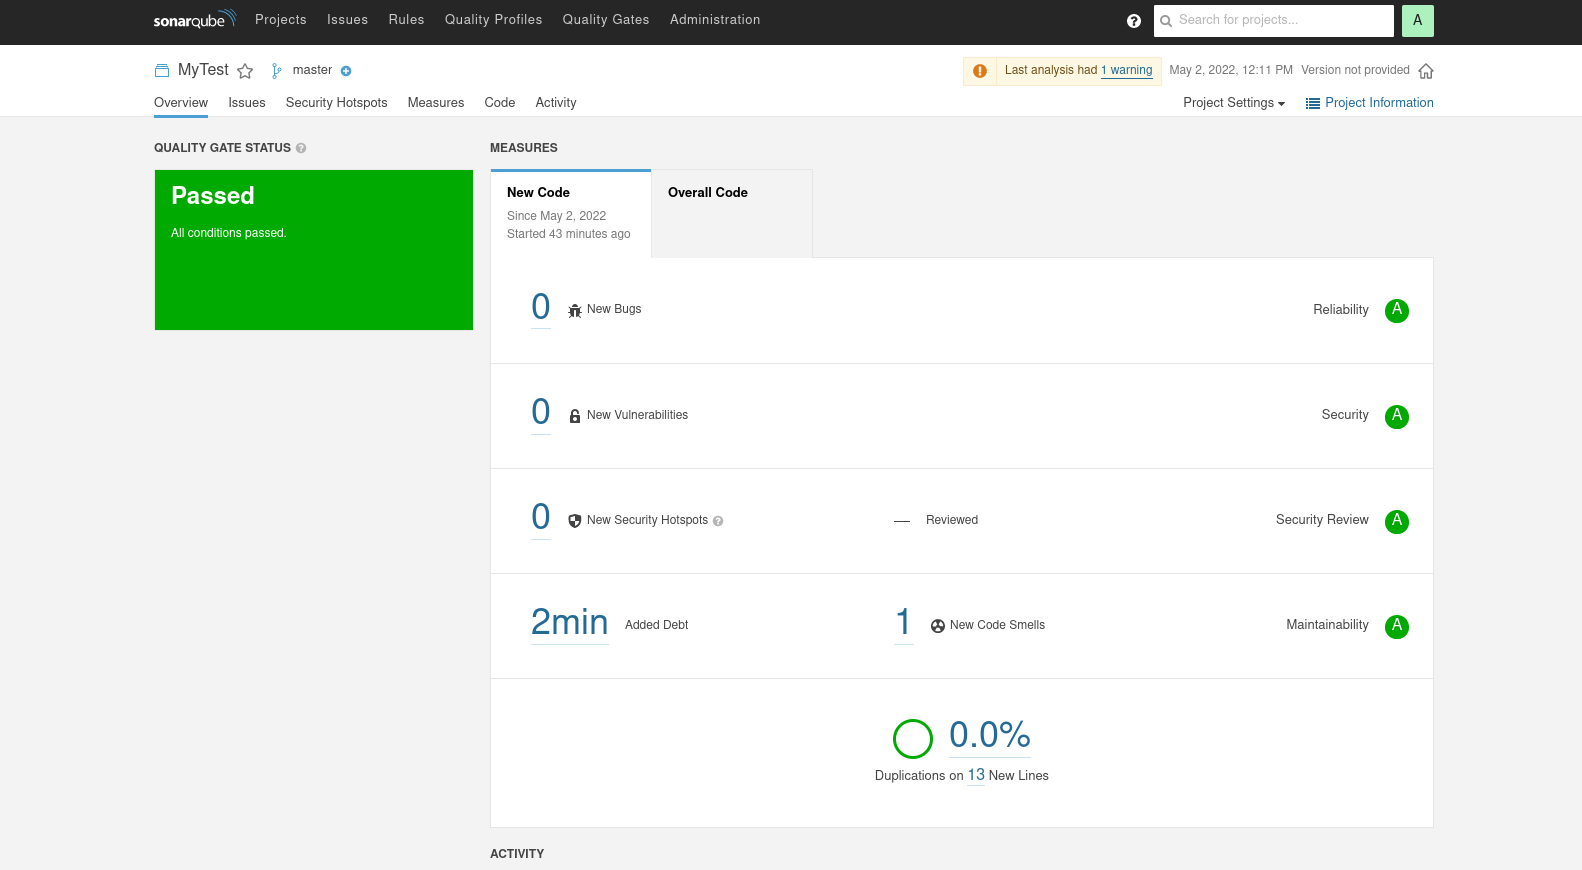 sonarqube Projects Issues Rules Quality Profiles Quality Gates Administration ? Search for projects... A
MyTest master Last analysis had 1 warning May 2, 2022, 12:11 PM Version not provided
Overview Issues Security Hotspots Measures Code Activity Project Settings Project Information
QUALITY GATE STATUS ?
Passed
All conditions passed.
MEASURES
New Code
Since May 2, 2022
Started 43 minutes ago
Overall Code
0 New Bugs Reliability A
0 New Vulnerabilities Security A
0 New Security Hotspots ? — Reviewed Security Review A
2min Added Debt 1 New Code Smells Maintainability A
0.0%
Duplications on 13 New Lines
ACTIVITY